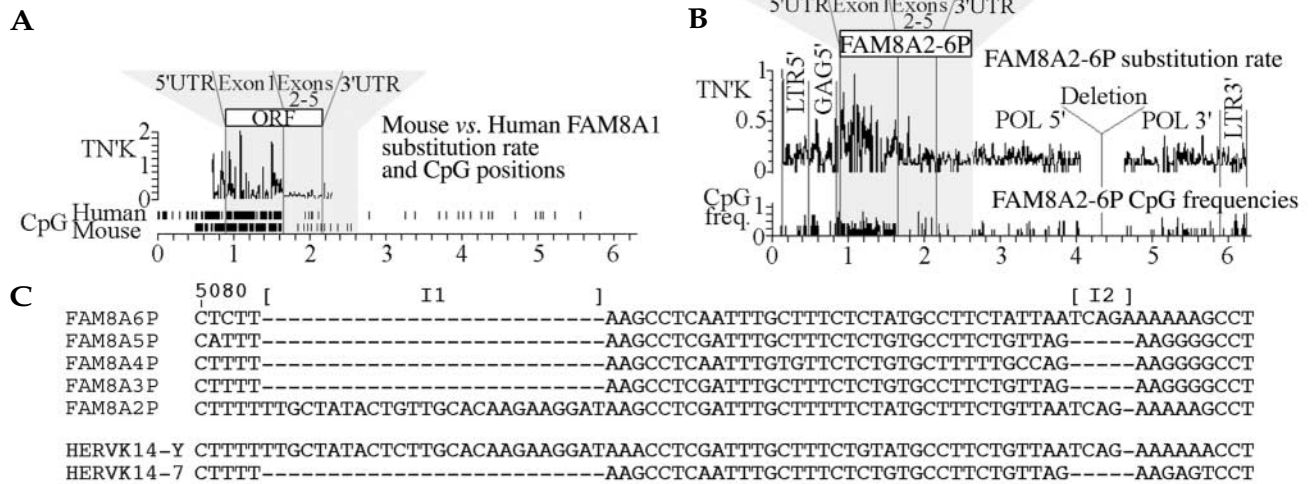 A
5'UTR Exon1 Exons 3'UTR
2-5
ORF
TN'K
2
1
0
Mouse vs. Human FAM8A1
substitution rate
and CpG positions
CpG Human
Mouse
0 1 2 3 4 5 6
B
5'UTR Exon1 Exons 3'UTR
2-5
FAM8A2-6P
FAM8A2-6P substitution rate
TN'K
1
0.5
0
LTR5'
GAG5'
Deletion
POL 5'
POL 3'
LTR3'
CpG
freq.
1
0
FAM8A2-6P CpG frequencies
0 1 2 3 4 5 6
C
5080 [ I1 ] [ I2 ]
FAM8A6P CTCTT--------------------------AAGCCTCAATTTGCTTTCTCTATGCCTTCTATTAATCAGAAAAAAGCCT
FAM8A5P CATTT--------------------------AAGCCTCGATTTGCTTTCTCTGTGCCTTCTGTTAG-----AAGGGGCCT
FAM8A4P CTTTT--------------------------AAGCCTCAATTTGTGTTCTCTGTGCTTTTTGCCAG-----AAGGGGCCT
FAM8A3P CTTTT--------------------------AAGCCTCGATTTGCTTTCTCTGTGCCTTCTGTTAG-----AAGGGGCCT
FAM8A2P CTTTTTTGCTATACTGTTGCACAAGAAGGATAAGCCTCGATTTGCTTTTTCTATGCTTTCTGTTAATCAG-AAAAAGCCT
HERVK14-Y CTTTTTTGCTATACTCTTGCACAAGAAGGATAAACCTCGATTTGCTTTCTCTGTATGCCTTCTGTTAATCAG-AAAAAACCT
HERVK14-7 CTTTT--------------------------AAGCCTCAATTTGCTTTCTCTGTGCCTTCTGTTAG-----AAGAGTCCT